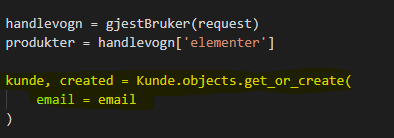 handlevogn = gjestBruker(request)
produkter = handlevogn['elementer']
kunde, created = Kunde.objects.get_or_create(
email = email
)